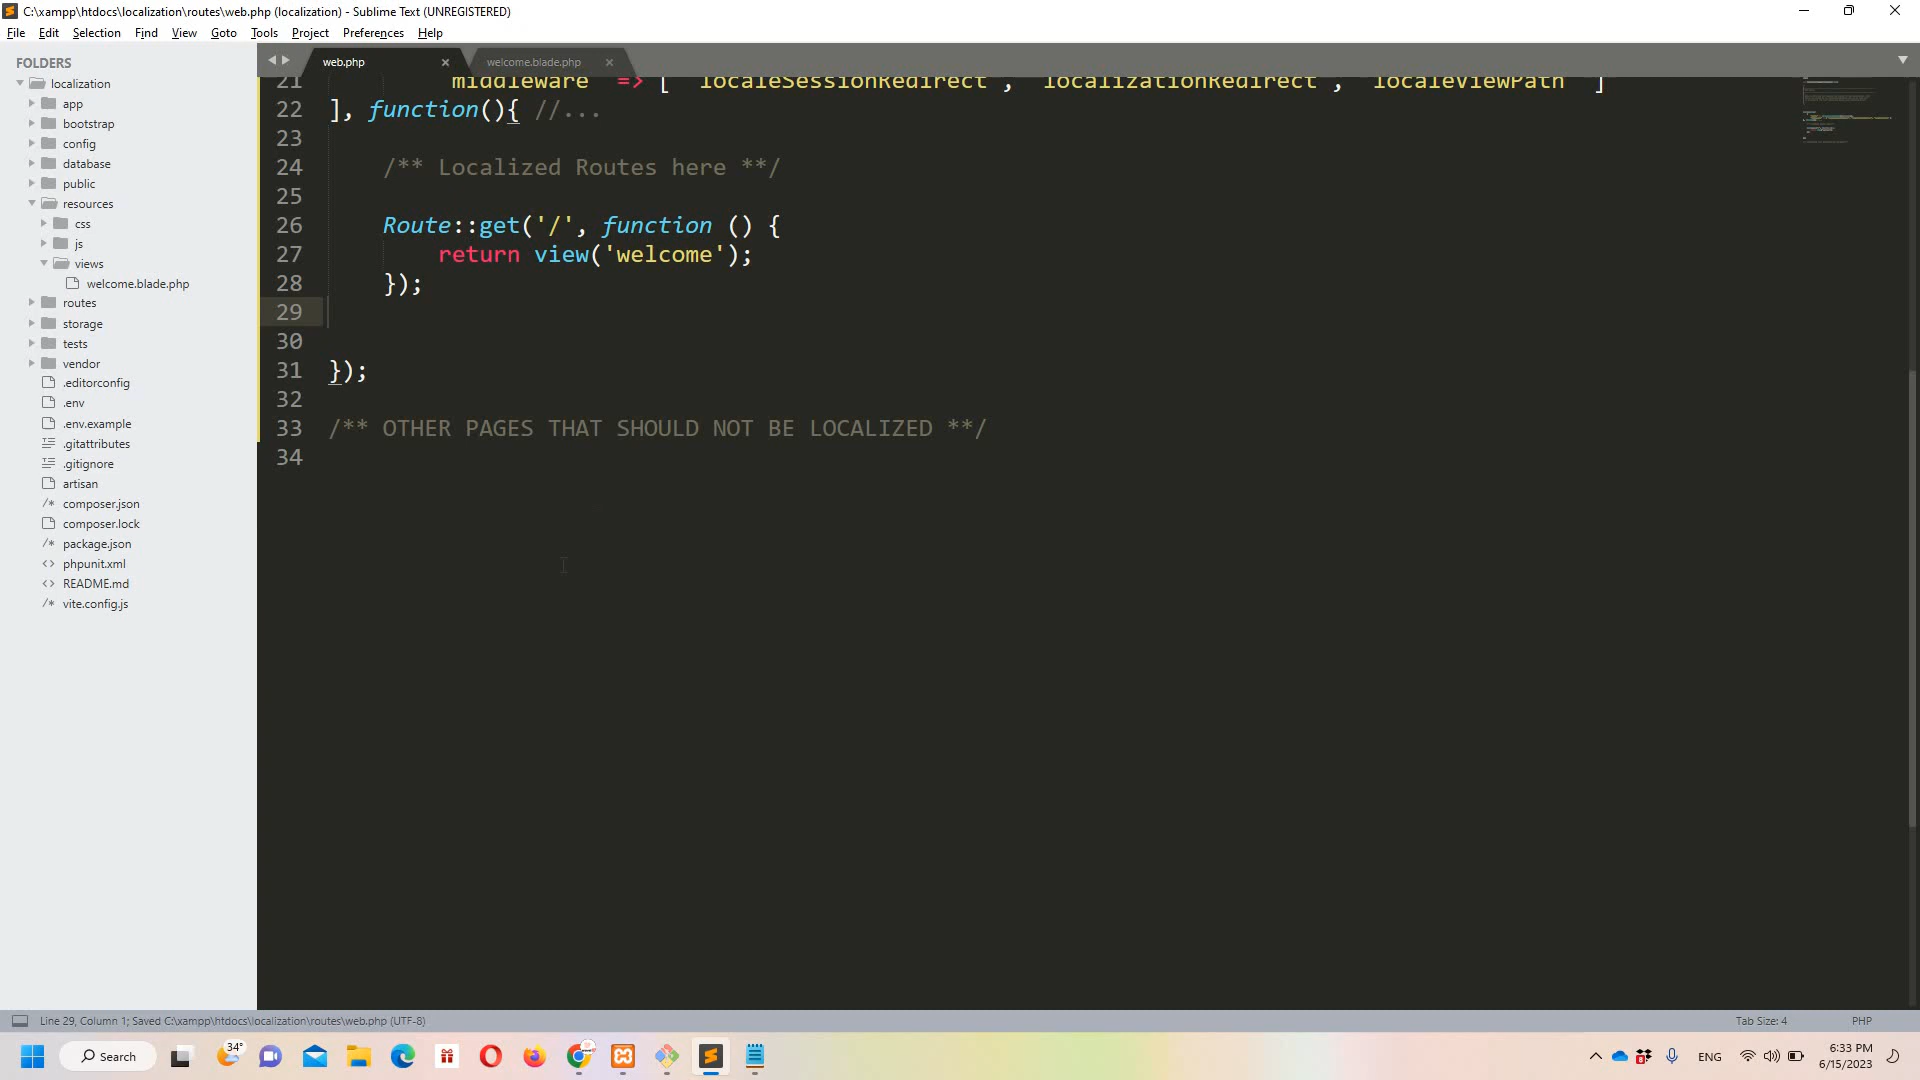 C:\xampp\htdocs\localization\routes\web.php (localization) - Sublime Text (UNREGISTERED)
File Edit Selection Find View Goto Tools Project Preferences Help
FOLDERS
localization
app
bootstrap
config
database
public
resources
css
js
views
welcome.blade.php
routes
storage
tests
vendor
.editorconfig
.env
.env.example
.gitattributes
.gitignore
artisan
composer.json
composer.lock
package.json
phpunit.xml
README.md
vite.config.js
web.php
welcome.blade.php
21 middleware => [ localeSessionRedirect , localizationRedirect , localeViewPath ]
22 ], function(){ //...
23
24 /** Localized Routes here **/
25
26 Route::get('/', function () {
27 return view('welcome');
28 });
29
30
31 });
32
33 /** OTHER PAGES THAT SHOULD NOT BE LOCALIZED **/
34
Line 29, Column 1; Saved C:\xampp\htdocs\localization\routes\web.php (UTF-8)
Tab Size: 4
PHP
Search
34°
ENG
6:33 PM
6/15/2023